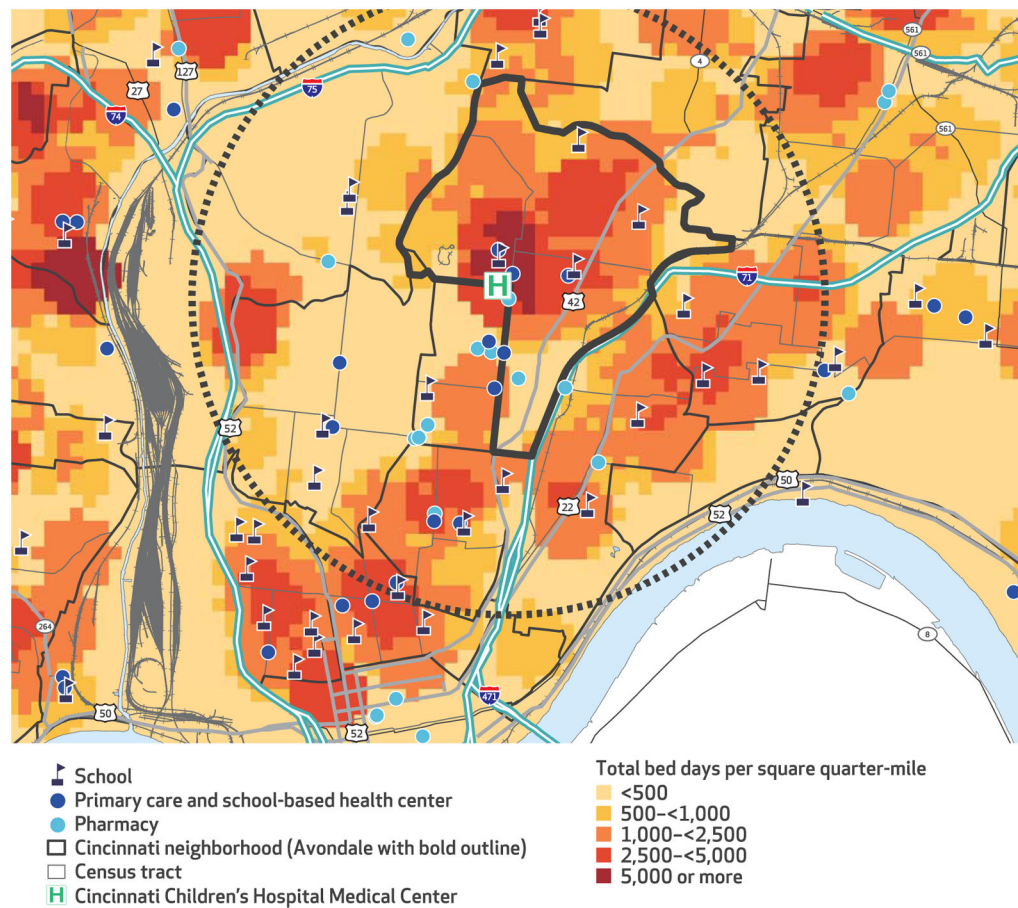 561
127
4
561
27
75
74
561
H
71
42
52
50
22
52
264
8
471
50
52
School
Primary care and school-based health center
Pharmacy
Cincinnati neighborhood (Avondale with bold outline)
Census tract
H Cincinnati Children’s Hospital Medical Center
Total bed days per square quarter-mile
<500
500–<1,000
1,000–<2,500
2,500–<5,000
5,000 or more